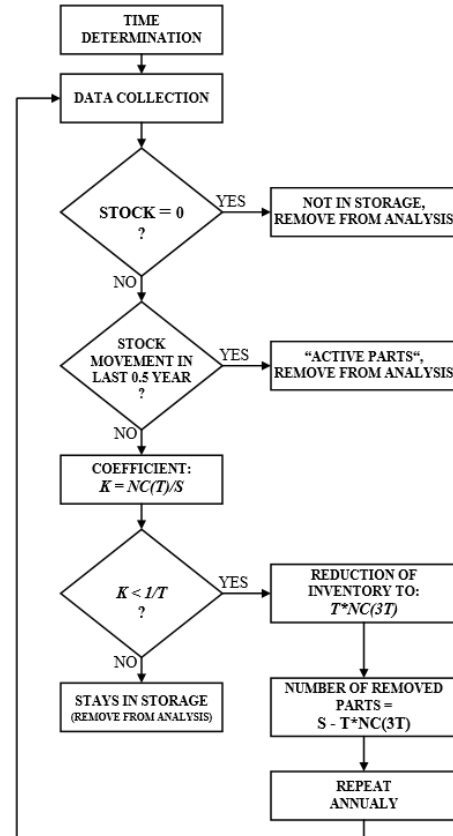 TIME
DETERMINATION
DATA COLLECTION
STOCK = 0
?
YES
NOT IN STORAGE,
REMOVE FROM ANALYSIS
NO
STOCK
MOVEMENT IN
LAST 0.5 YEAR
?
YES
“ACTIVE PARTS“,
REMOVE FROM ANALYSIS
NO
COEFFICIENT:
K = NC(T)/S
K < 1/T
?
YES
REDUCTION OF
INVENTORY TO:
T*NC(3T)
NO
STAYS IN STORAGE
(REMOVE FROM ANALYSIS)
NUMBER OF REMOVED
PARTS =
S - T*NC(3T)
REPEAT
ANNUALY